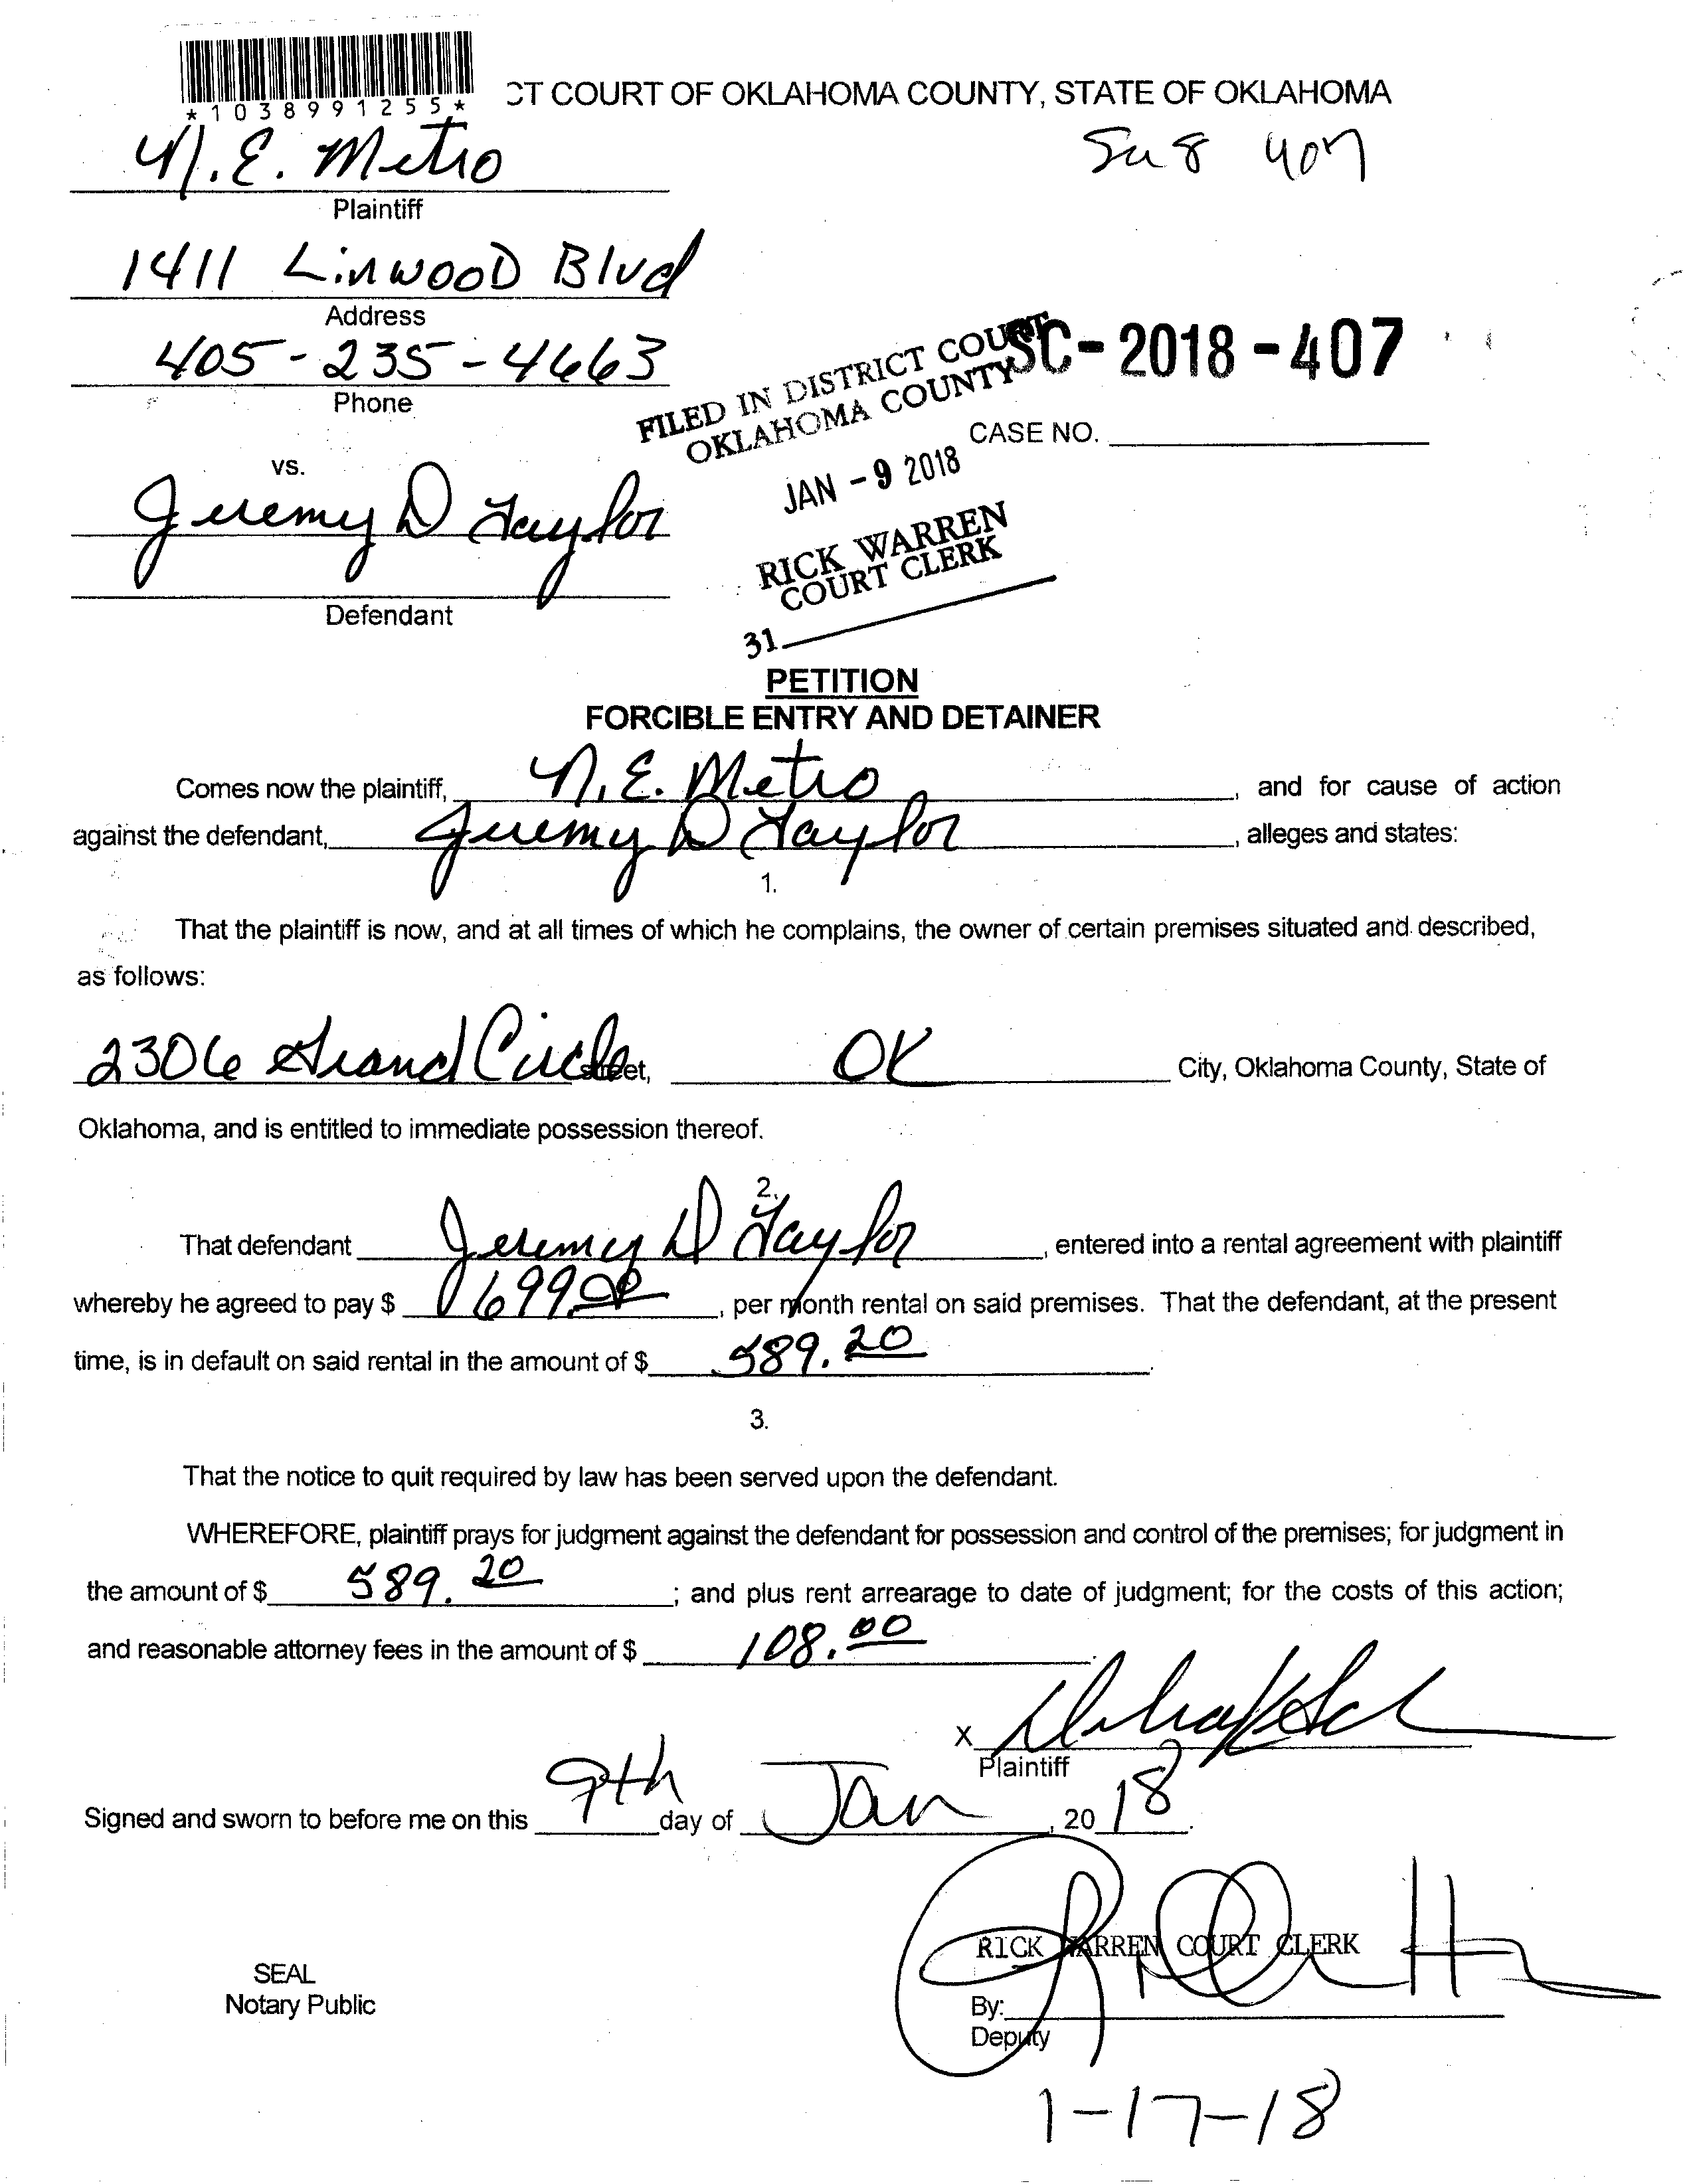 *1038991255*
CT COURT OF OKLAHOMA COUNTY, STATE OF OKLAHOMA
N.E. Metro
Plaintiff
1411 Linwood Blvd
Address
405-235-4663
Phone
FILED IN DISTRICT COURT
OKLAHOMA COUNTY
SC-2018-407
CASE NO.
JAN -9 2018
vs.
Jeremy D Taylor
RICK WARREN
COURT CLERK
Defendant
31
PETITION
FORCIBLE ENTRY AND DETAINER
Comes now the plaintiff, N.E. Metro, and for cause of action
against the defendant, Jeremy D Taylor, alleges and states:
1.
That the plaintiff is now, and at all times of which he complains, the owner of certain premises situated and described,
as follows:
2306 Grand Circle street, OK City, Oklahoma County, State of
Oklahoma, and is entitled to immediate possession thereof.
2.
That defendant Jeremy D Taylor, entered into a rental agreement with plaintiff
whereby he agreed to pay $ 699.00, per month rental on said premises. That the defendant, at the present
time, is in default on said rental in the amount of $ 589.20.
3.
That the notice to quit required by law has been served upon the defendant.
WHEREFORE, plaintiff prays for judgment against the defendant for possession and control of the premises; for judgment in
the amount of $ 589.20; and plus rent arrearage to date of judgment; for the costs of this action;
and reasonable attorney fees in the amount of $ 108.00.
X
Plaintiff
Signed and sworn to before me on this 9th day of Jan, 2018.
RICK WARREN COURT CLERK
SEAL
Notary Public
By:
Deputy
1-17-18